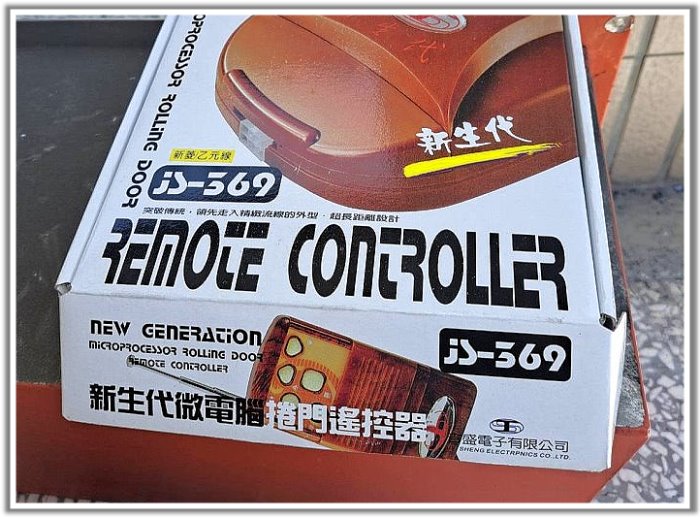 ROPROCESSOR ROLLING DOOR
新生代
新菱乙元線
JS-369
突破傳統，領先走入精緻流線的外型，超長距離設計
REMOTE CONTROLLER
NEW GENERATION
MICROPROCESSOR ROLLING DOOR
REMOTE CONTROLLER
JS-369
新生代微電腦捲門遙控器
盛電子有限公司
SHENG ELECTRPNICS CO.,LTD.